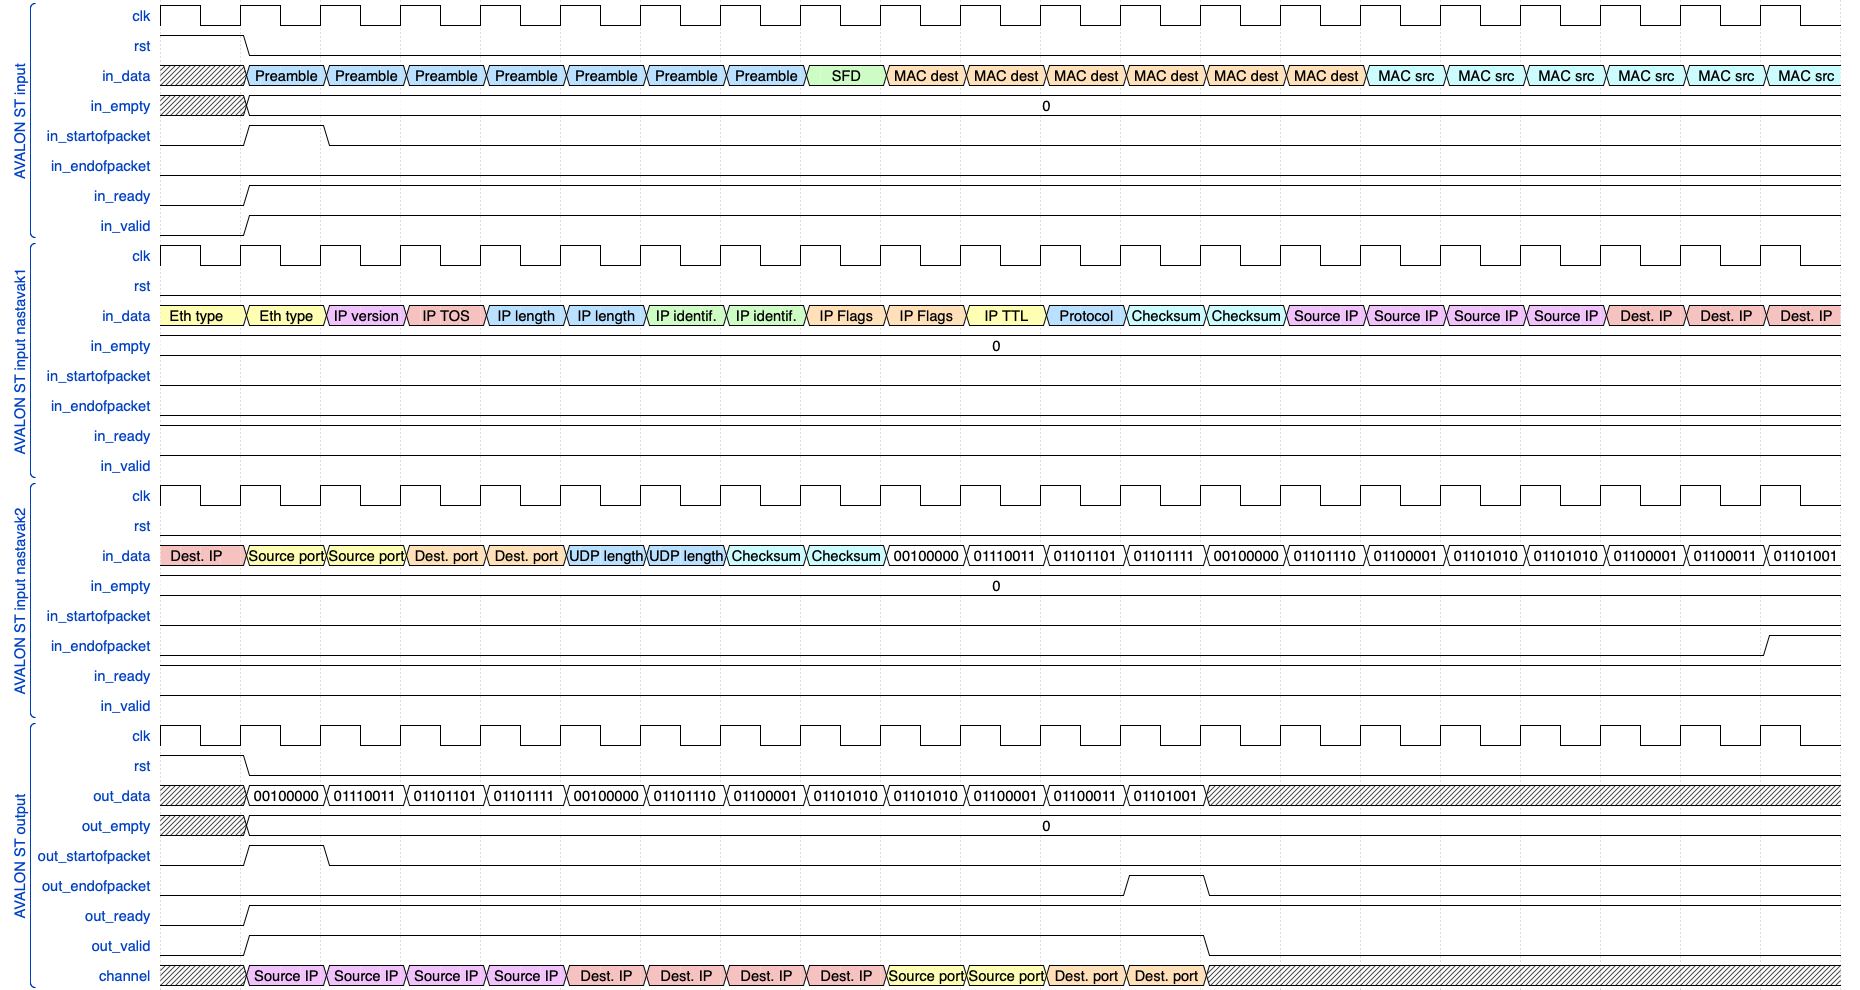 AVALON ST input
clk
rst
in_data Preamble Preamble Preamble Preamble Preamble Preamble Preamble SFD MAC dest MAC dest MAC dest MAC dest MAC dest MAC dest MAC src MAC src MAC src MAC src MAC src MAC src
in_empty 0
in_startofpacket
in_endofpacket
in_ready
in_valid
AVALON ST input nastavak1
clk
rst
in_data Eth type Eth type IP version IP TOS IP length IP length IP identif. IP identif. IP Flags IP Flags IP TTL Protocol Checksum Checksum Source IP Source IP Source IP Source IP Dest. IP Dest. IP Dest. IP
in_empty 0
in_startofpacket
in_endofpacket
in_ready
in_valid
AVALON ST input nastavak2
clk
rst
in_data Dest. IP Source port Source port Dest. port Dest. port UDP length UDP length Checksum Checksum 00100000 01110011 01101101 01101111 00100000 01101110 01100001 01101010 01101010 01100001 01100011 01101001
in_empty 0
in_startofpacket
in_endofpacket
in_ready
in_valid
AVALON ST output
clk
rst
out_data 00100000 01110011 01101101 01101111 00100000 01101110 01100001 01101010 01101010 01100001 01100011 01101001
out_empty 0
out_startofpacket
out_endofpacket
out_ready
out_valid
channel Source IP Source IP Source IP Source IP Dest. IP Dest. IP Dest. IP Dest. IP Source port Source port Dest. port Dest. port